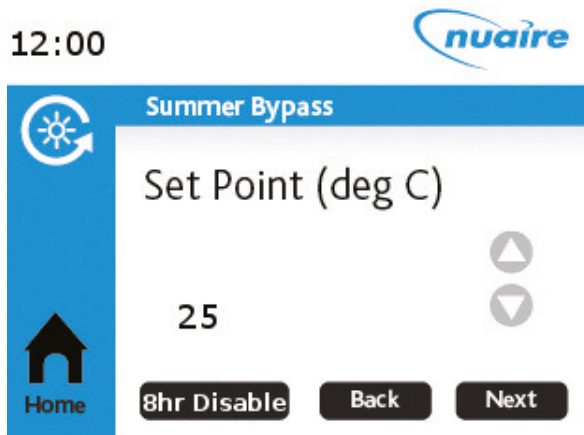 12:00
nuaire
Summer Bypass
Set Point (deg C)
25
Home
8hr Disable
Back
Next